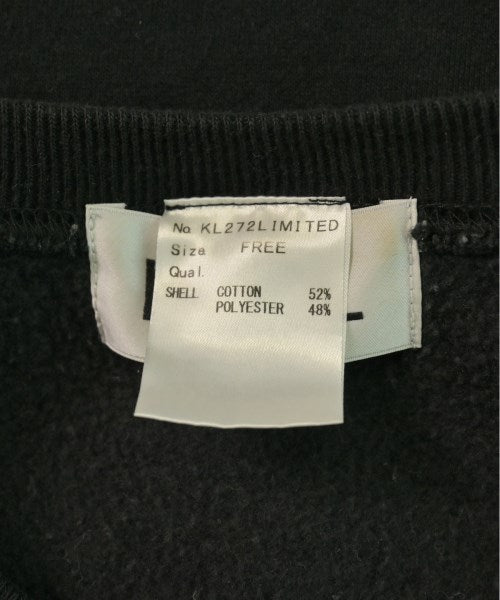 No. KL272LIMITED
Size FREE
Qual.
SHELL COTTON 52%
POLYESTER 48%